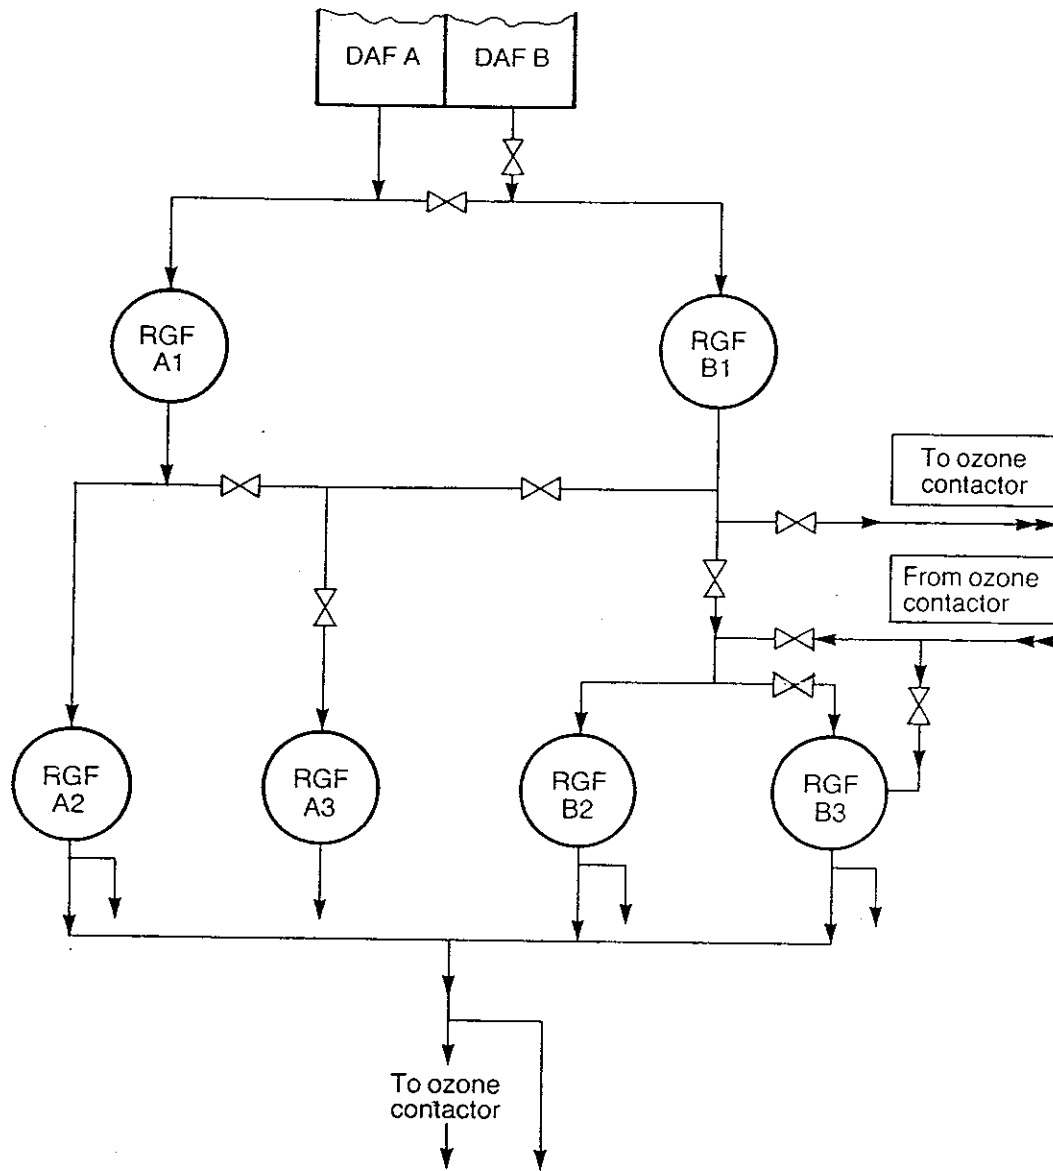 DAF A
DAF B
RGF
A1
RGF
B1
To ozone
contactor
From ozone
contactor
RGF
A2
RGF
A3
RGF
B2
RGF
B3
To ozone
contactor